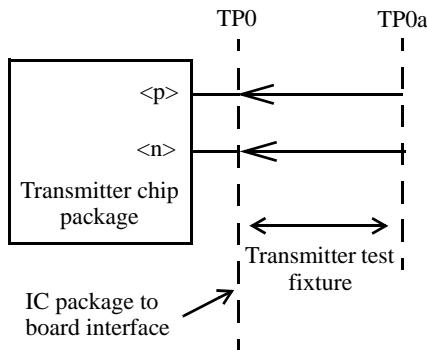 TP0
TP0a
<p>
<n>
Transmitter chip
package
Transmitter test
fixture
IC package to
board interface